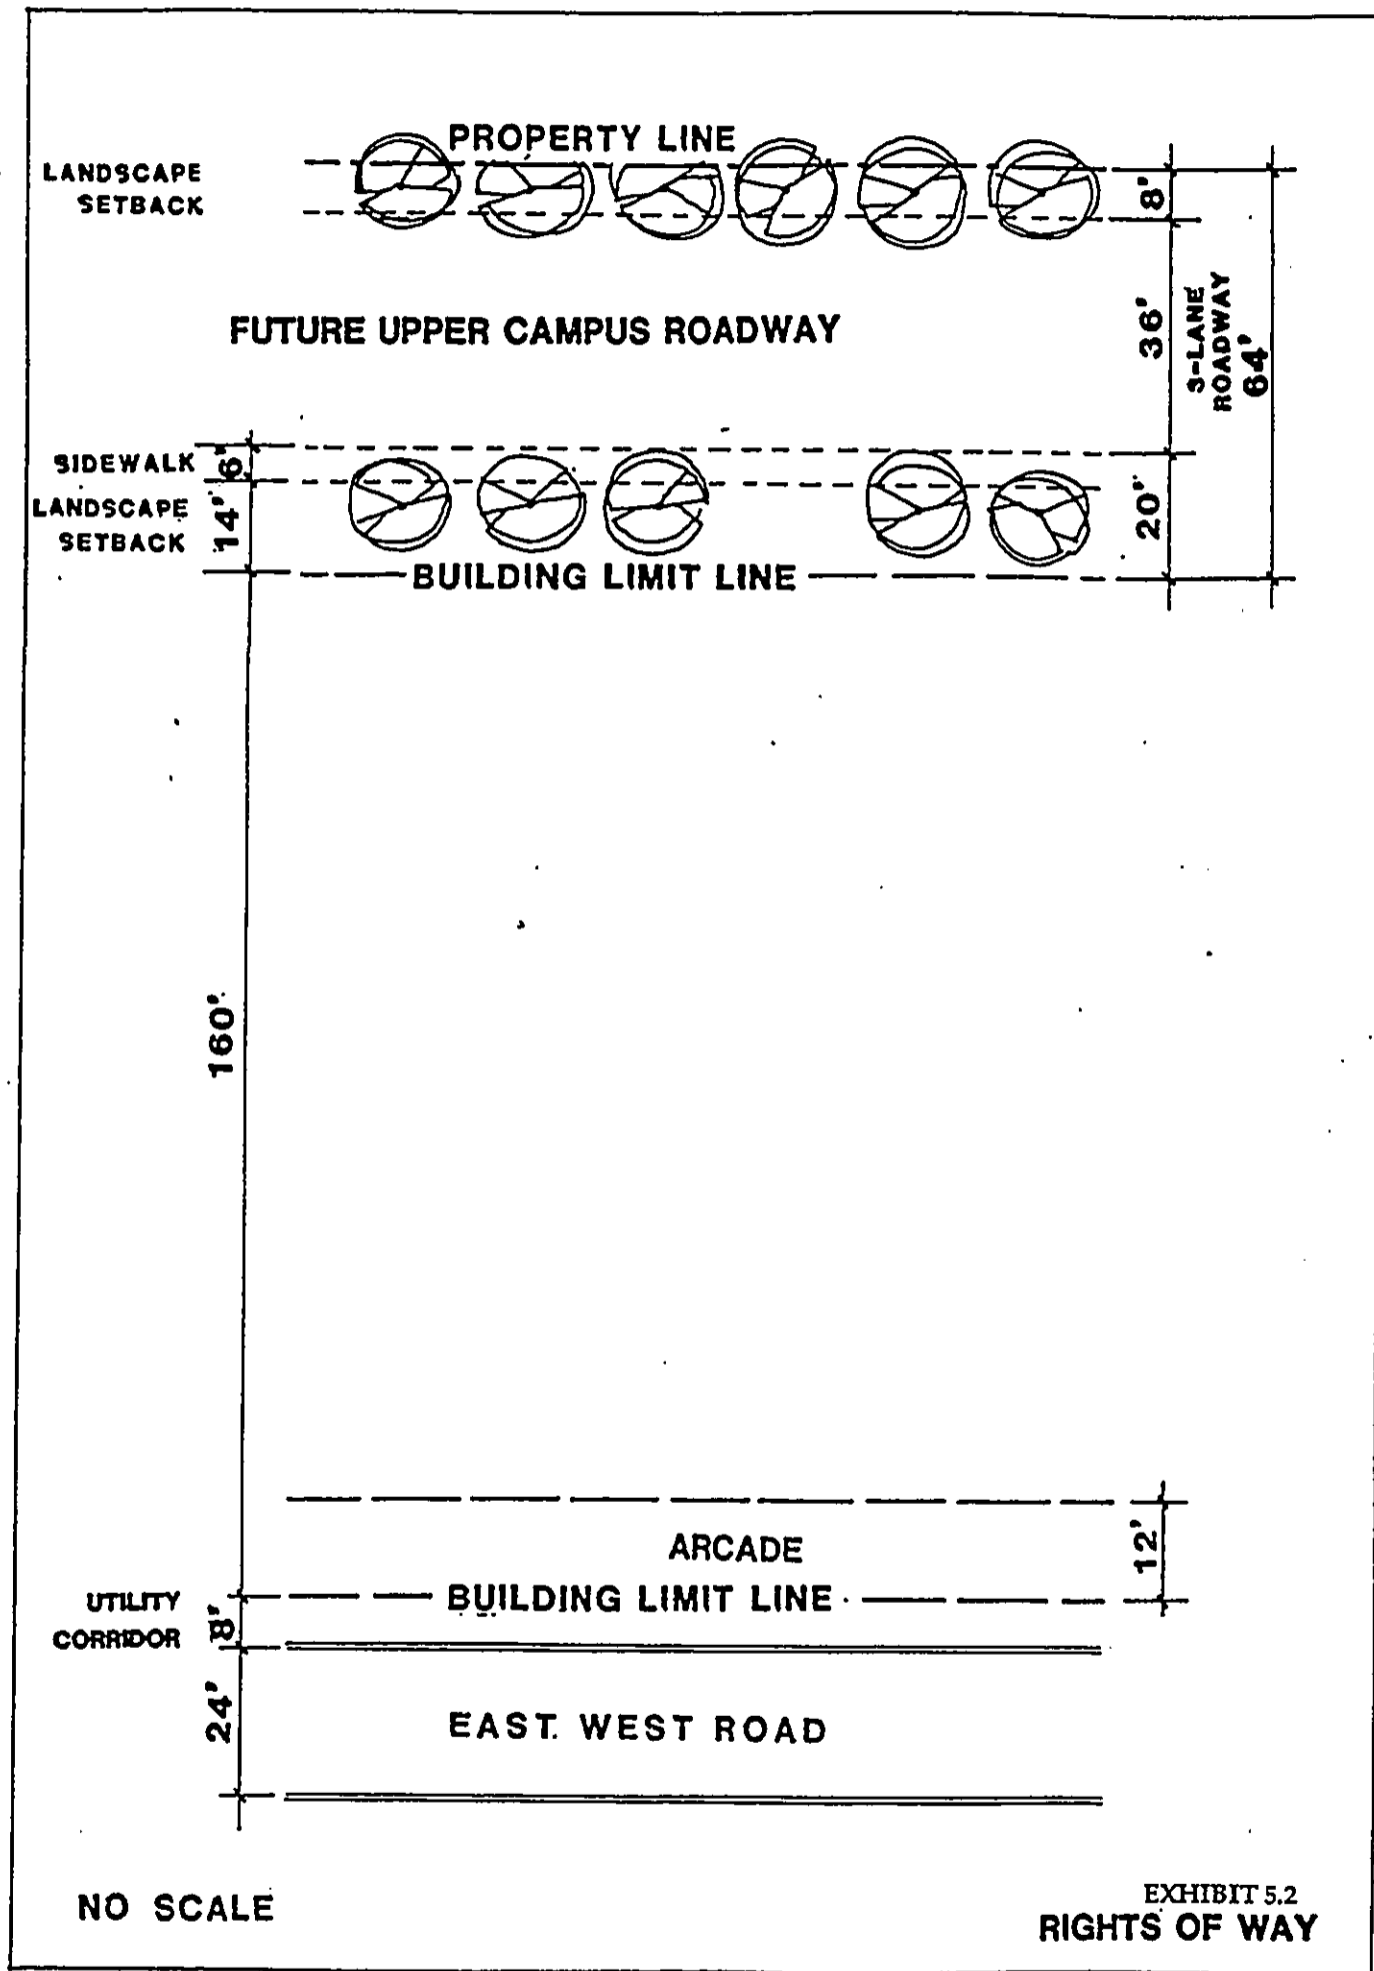 PROPERTY LINE
LANDSCAPE
SETBACK
8'
FUTURE UPPER CAMPUS ROADWAY
36'
3-LANE
ROADWAY
64'
SIDEWALK
6'
LANDSCAPE
SETBACK
14'
20'
BUILDING LIMIT LINE
160'
ARCADE
12'
UTILITY
CORRIDOR
8'
BUILDING LIMIT LINE
24'
EAST WEST ROAD
NO SCALE
EXHIBIT 5.2
RIGHTS OF WAY